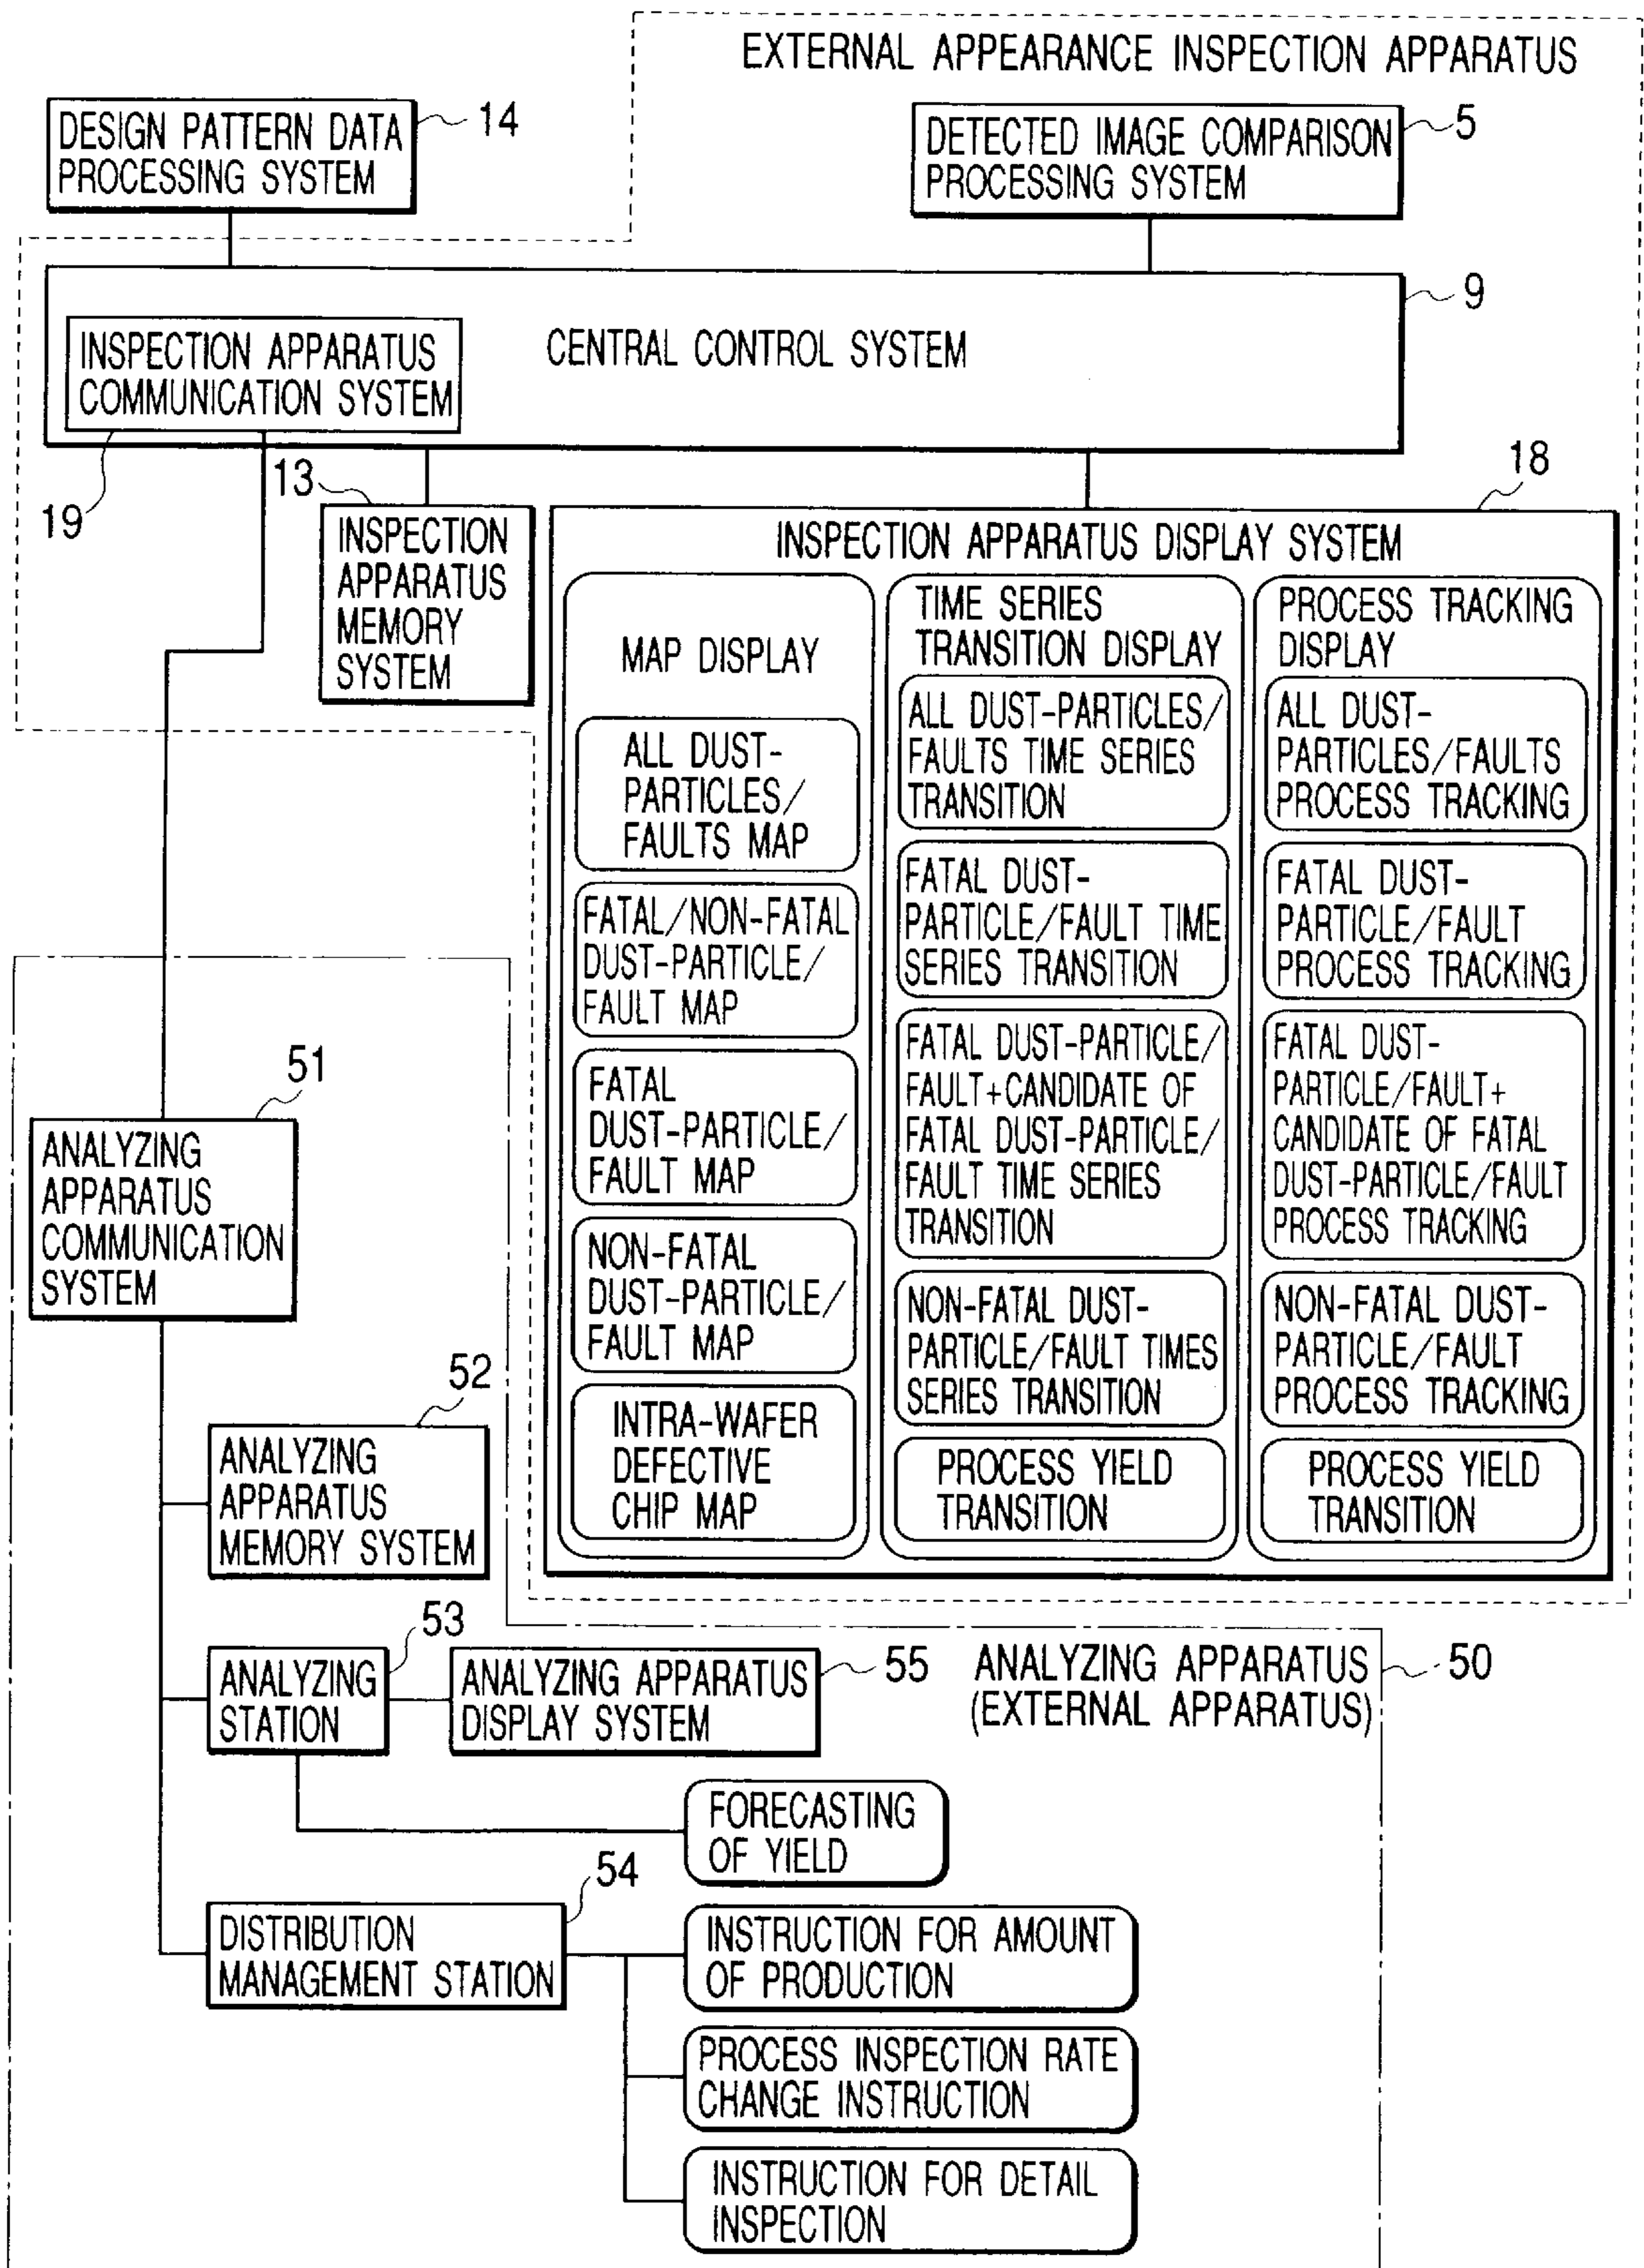 EXTERNAL APPEARANCE INSPECTION APPARATUS
DESIGN PATTERN DATA
PROCESSING SYSTEM
14
DETECTED IMAGE COMPARISON
PROCESSING SYSTEM
5
9
INSPECTION APPARATUS
COMMUNICATION SYSTEM
CENTRAL CONTROL SYSTEM
19
13
INSPECTION
APPARATUS
MEMORY
SYSTEM
18
INSPECTION APPARATUS DISPLAY SYSTEM
MAP DISPLAY
ALL DUST-
PARTICLES/
FAULTS MAP
FATAL/NON-FATAL
DUST-PARTICLE/
FAULT MAP
FATAL
DUST-PARTICLE/
FAULT MAP
NON-FATAL
DUST-PARTICLE/
FAULT MAP
INTRA-WAFER
DEFECTIVE
CHIP MAP
TIME SERIES
TRANSITION DISPLAY
ALL DUST-PARTICLES/
FAULTS TIME SERIES
TRANSITION
FATAL DUST-
PARTICLE/FAULT TIME
SERIES TRANSITION
FATAL DUST-PARTICLE/
FAULT+CANDIDATE OF
FATAL DUST-PARTICLE/
FAULT TIME SERIES
TRANSITION
NON-FATAL DUST-
PARTICLE/FAULT TIMES
SERIES TRANSITION
PROCESS YIELD
TRANSITION
PROCESS TRACKING
DISPLAY
ALL DUST-
PARTICLES/FAULTS
PROCESS TRACKING
FATAL DUST-
PARTICLE/FAULT
PROCESS TRACKING
FATAL DUST-
PARTICLE/FAULT+
CANDIDATE OF FATAL
DUST-PARTICLE/FAULT
PROCESS TRACKING
NON-FATAL DUST-
PARTICLE/FAULT
PROCESS TRACKING
PROCESS YIELD
TRANSITION
51
ANALYZING
APPARATUS
COMMUNICATION
SYSTEM
52
ANALYZING
APPARATUS
MEMORY SYSTEM
53
ANALYZING
STATION
ANALYZING APPARATUS
DISPLAY SYSTEM
55
ANALYZING APPARATUS
(EXTERNAL APPARATUS)
50
FORECASTING
OF YIELD
54
DISTRIBUTION
MANAGEMENT STATION
INSTRUCTION FOR AMOUNT
OF PRODUCTION
PROCESS INSPECTION RATE
CHANGE INSTRUCTION
INSTRUCTION FOR DETAIL
INSPECTION